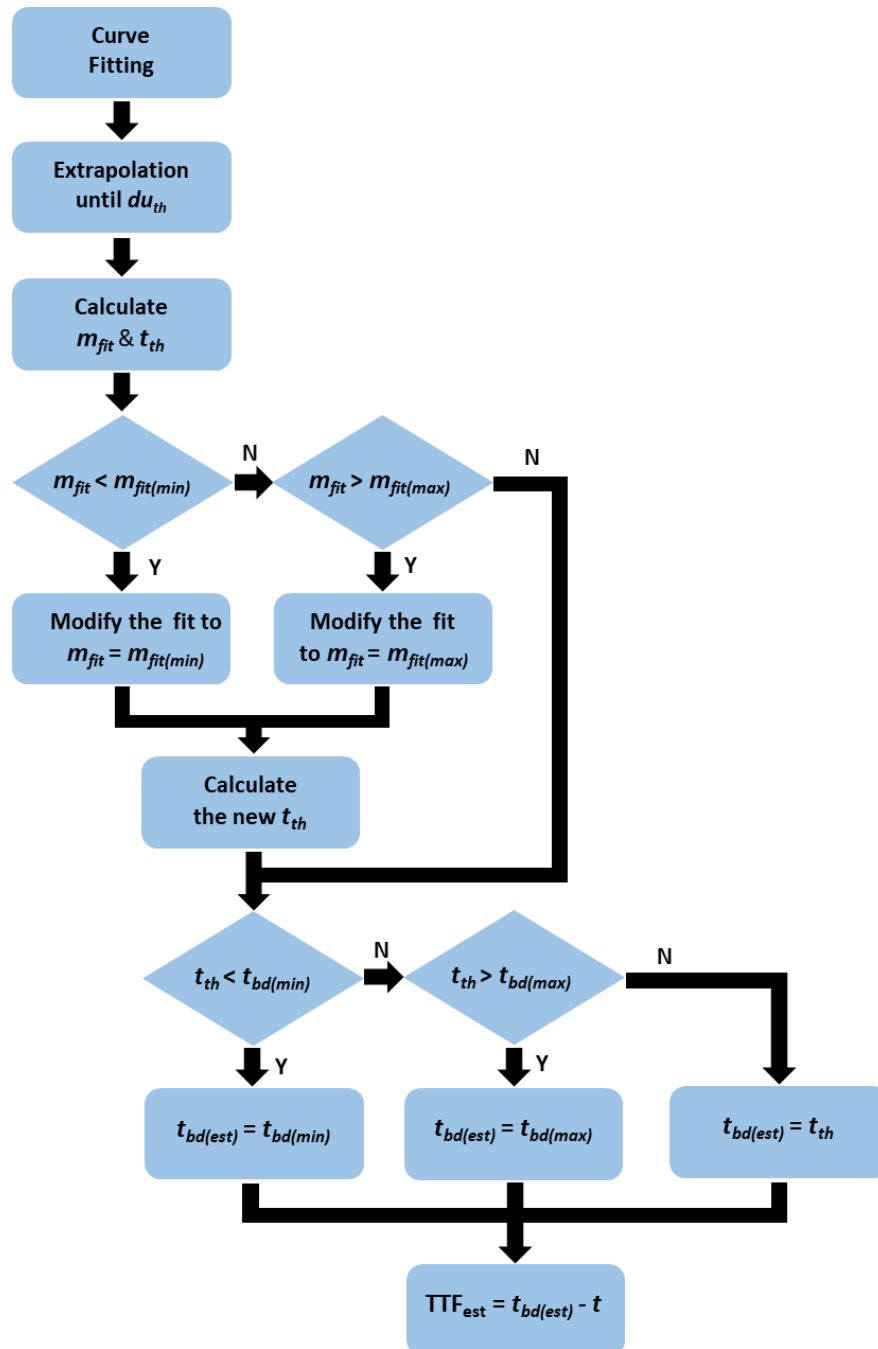 Curve
Fitting
Extrapolation
until du_th
Calculate
m_fit & t_th
m_fit < m_fit(min)
N
m_fit > m_fit(max)
N
Y
Y
Modify the fit to
m_fit = m_fit(min)
Modify the fit
to m_fit = m_fit(max)
Calculate
the new t_th
t_th < t_bd(min)
N
t_th > t_bd(max)
N
Y
Y
t_bd(est) = t_bd(min)
t_bd(est) = t_bd(max)
t_bd(est) = t_th
TTF_est = t_bd(est) - t